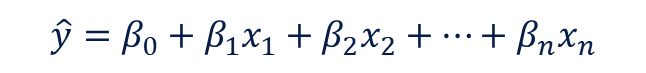 ŷ = β₀ + β₁x₁ + β₂x₂ + ⋯ + βₙxₙ